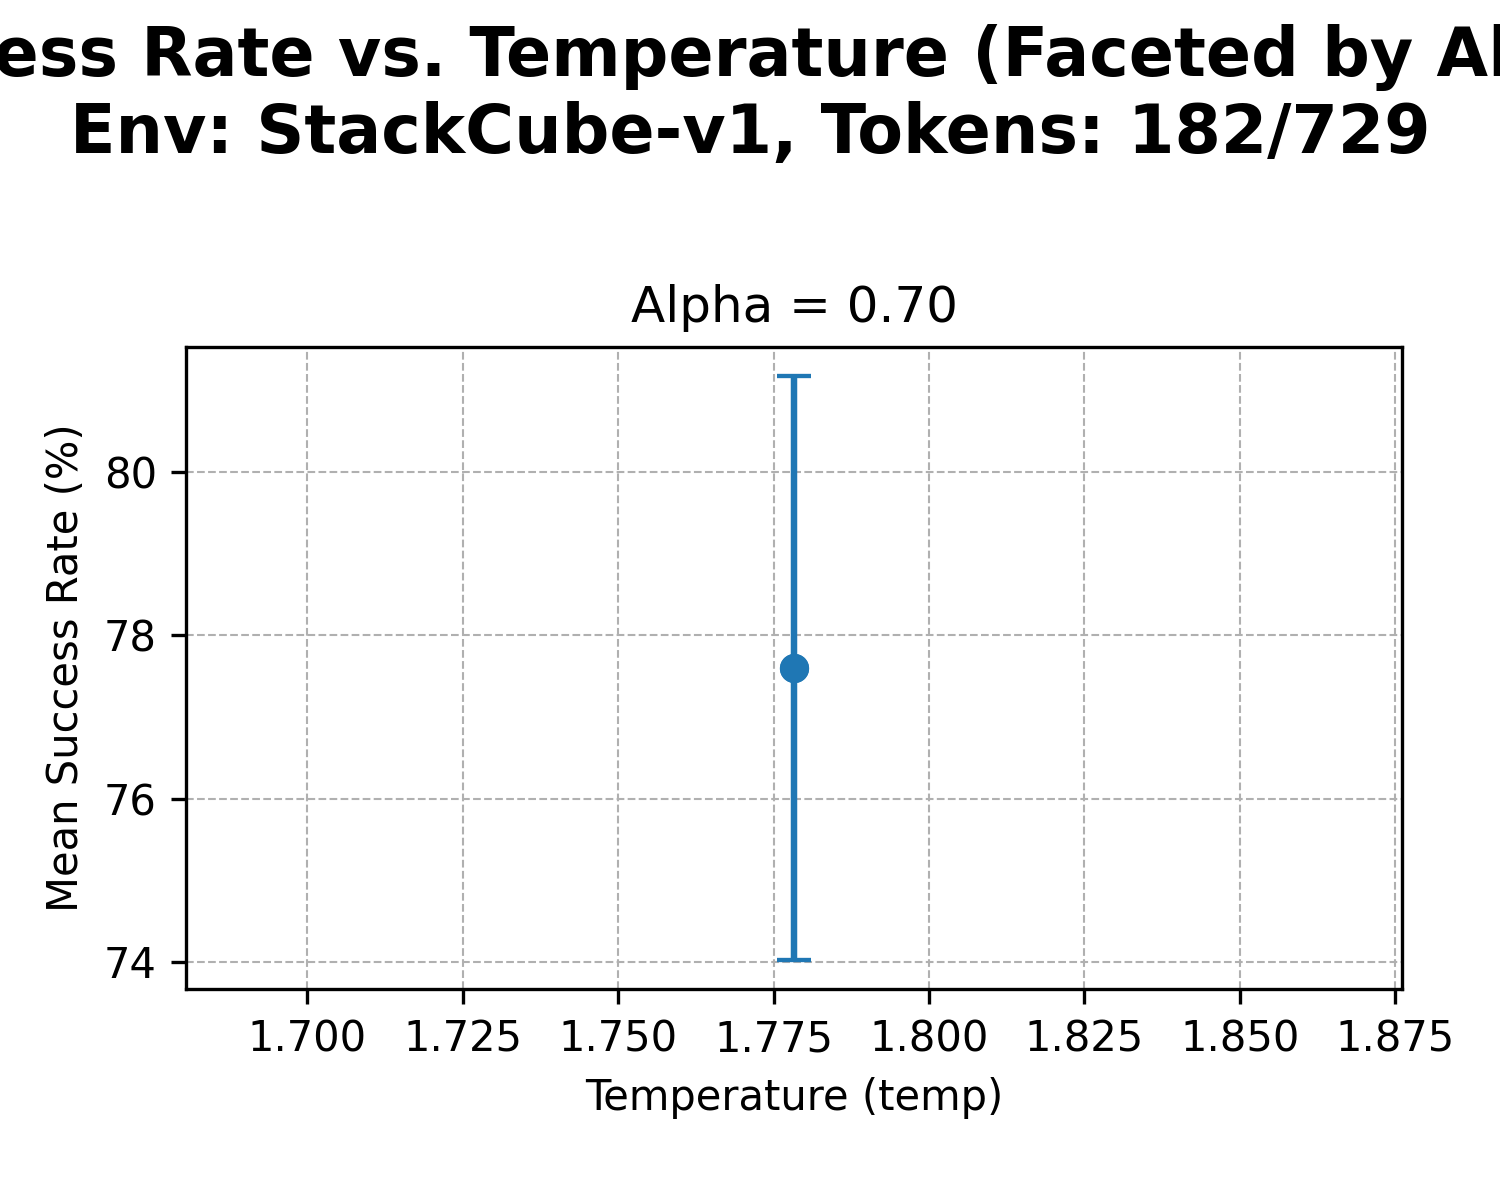 ess Rate vs. Temperature (Faceted by Al
Env: StackCube-v1, Tokens: 182/729
Alpha = 0.70
Mean Success Rate (%)
80
78
76
74
1.700 1.725 1.750 1.775 1.800 1.825 1.850 1.875
Temperature (temp)